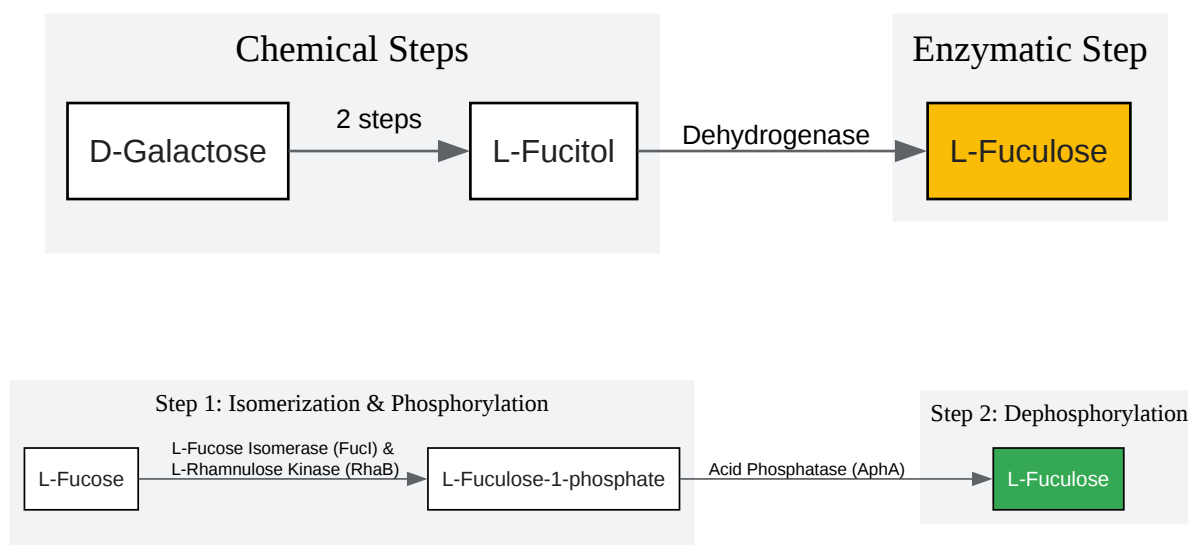 Chemical Steps
Enzymatic Step
D-Galactose
2 steps
L-Fucitol
Dehydrogenase
L-Fuculose
Step 1: Isomerization & Phosphorylation
Step 2: Dephosphorylation
L-Fucose
L-Fucose Isomerase (FucI) &
L-Rhamnulose Kinase (RhaB)
L-Fuculose-1-phosphate
Acid Phosphatase (AphA)
L-Fuculose